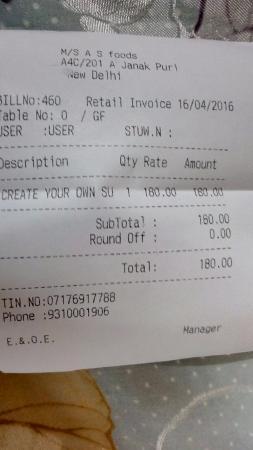 M/S A S foods
A4C/201 A Janak Puri
New Delhi
BILLNo:460 Retail Invoice 16/04/2016
Table No: 0 / GF
USER :USER STUW.N :
Description Qty Rate Amount
CREATE YOUR OWN SU 1 180.00 180.00
SubTotal : 180.00
Round Off : 0.00
Total: 180.00
TIN.NO:07176917788
Phone :9310001906
Manager
E.&.O.E.